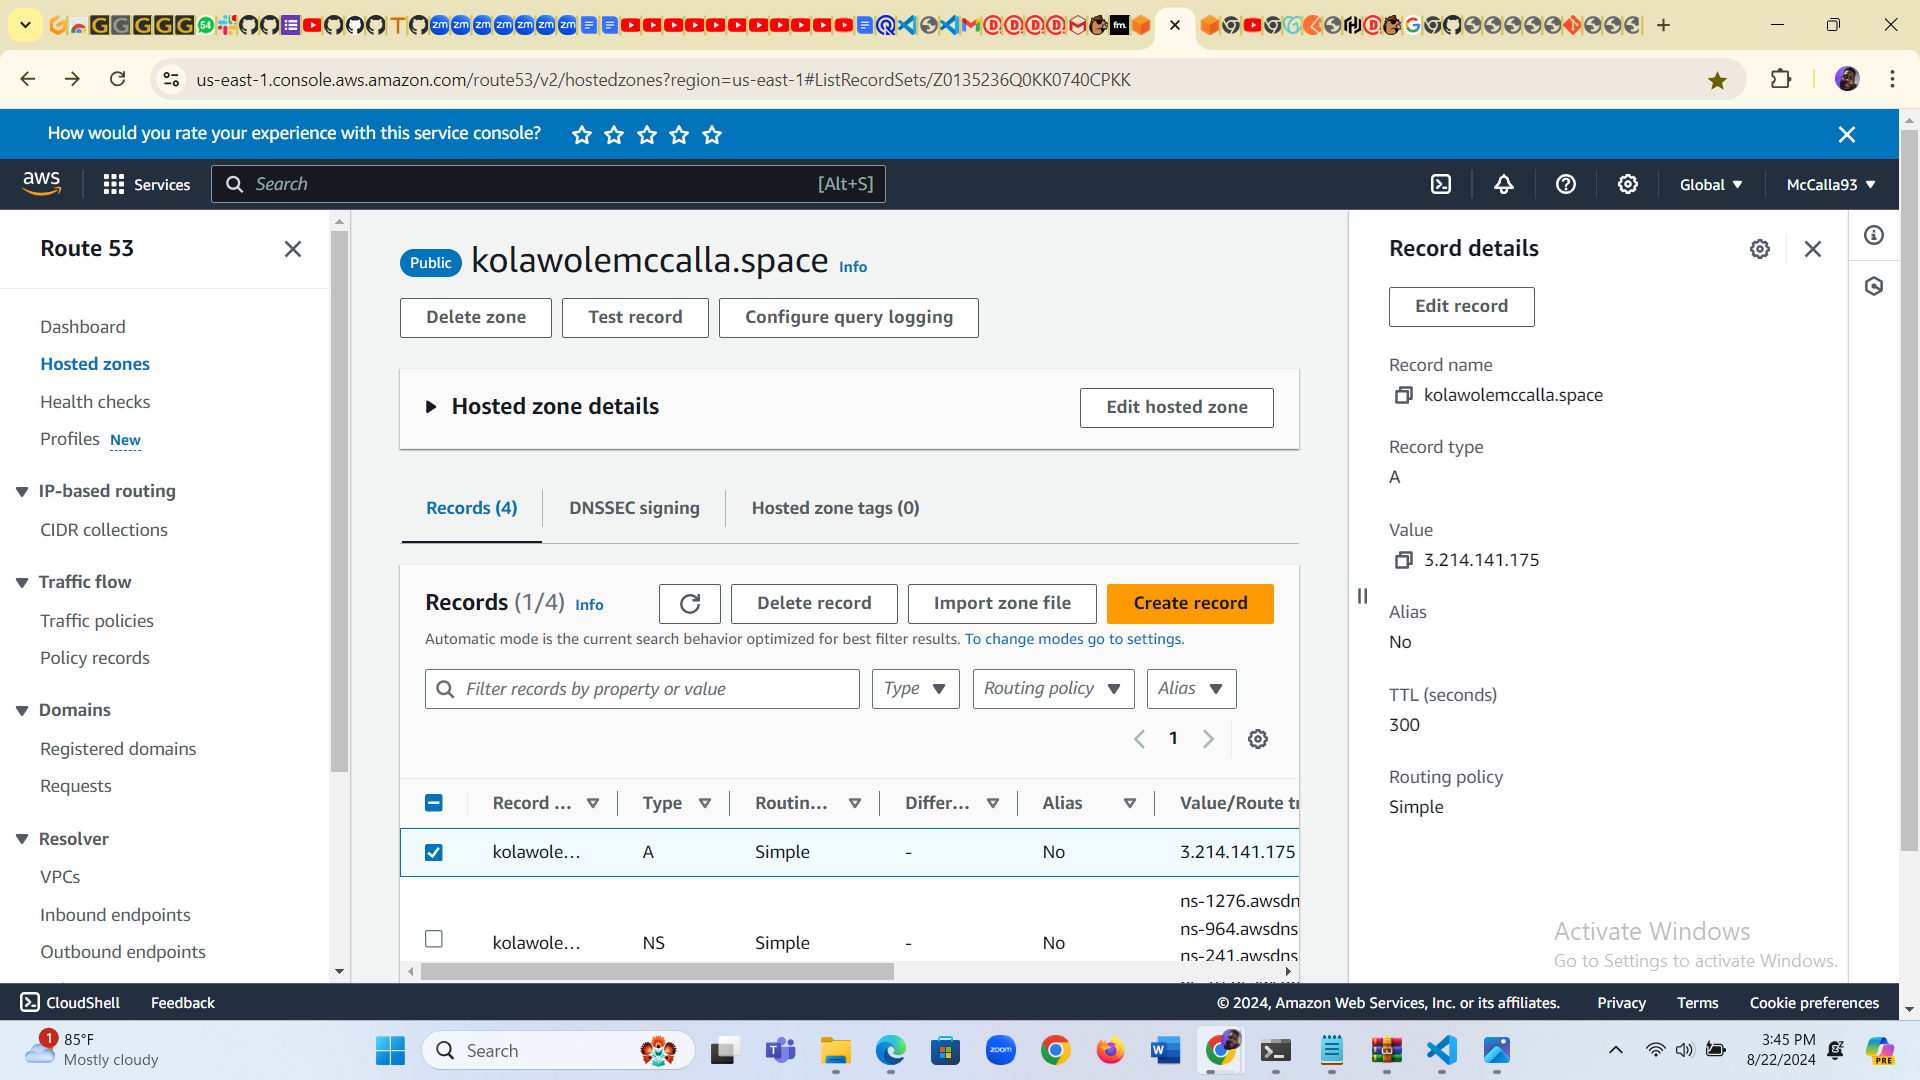 us-east-1.console.aws.amazon.com/route53/v2/hostedzones?region=us-east-1#ListRecordSets/Z0135236Q0KK0740CPKK
How would you rate your experience with this service console?
aws
Services
Search
[Alt+S]
Global
McCalla93
Route 53
Dashboard
Hosted zones
Health checks
Profiles New
IP-based routing
CIDR collections
Traffic flow
Traffic policies
Policy records
Domains
Registered domains
Requests
Resolver
VPCs
Inbound endpoints
Outbound endpoints
Public kolawolemccalla.space Info
Delete zone
Test record
Configure query logging
Hosted zone details
Edit hosted zone
Records (4)
DNSSEC signing
Hosted zone tags (0)
Records (1/4) Info
Delete record
Import zone file
Create record
Automatic mode is the current search behavior optimized for best filter results. To change modes go to settings.
Filter records by property or value
Type
Routing policy
Alias
1
Record ... Type Routin... Differ... Alias Value/Route tr
kolawole... A Simple - No 3.214.141.175
kolawole... NS Simple - No
ns-1276.awsdn
ns-964.awsdns
ns-241.awsdns
Record details
Edit record
Record name
kolawolemccalla.space
Record type
A
Value
3.214.141.175
Alias
No
TTL (seconds)
300
Routing policy
Simple
Activate Windows
Go to Settings to activate Windows.
CloudShell
Feedback
© 2024, Amazon Web Services, Inc. or its affiliates.
Privacy
Terms
Cookie preferences
1
85°F
Mostly cloudy
Search
zoom
3:45 PM
8/22/2024
PRE